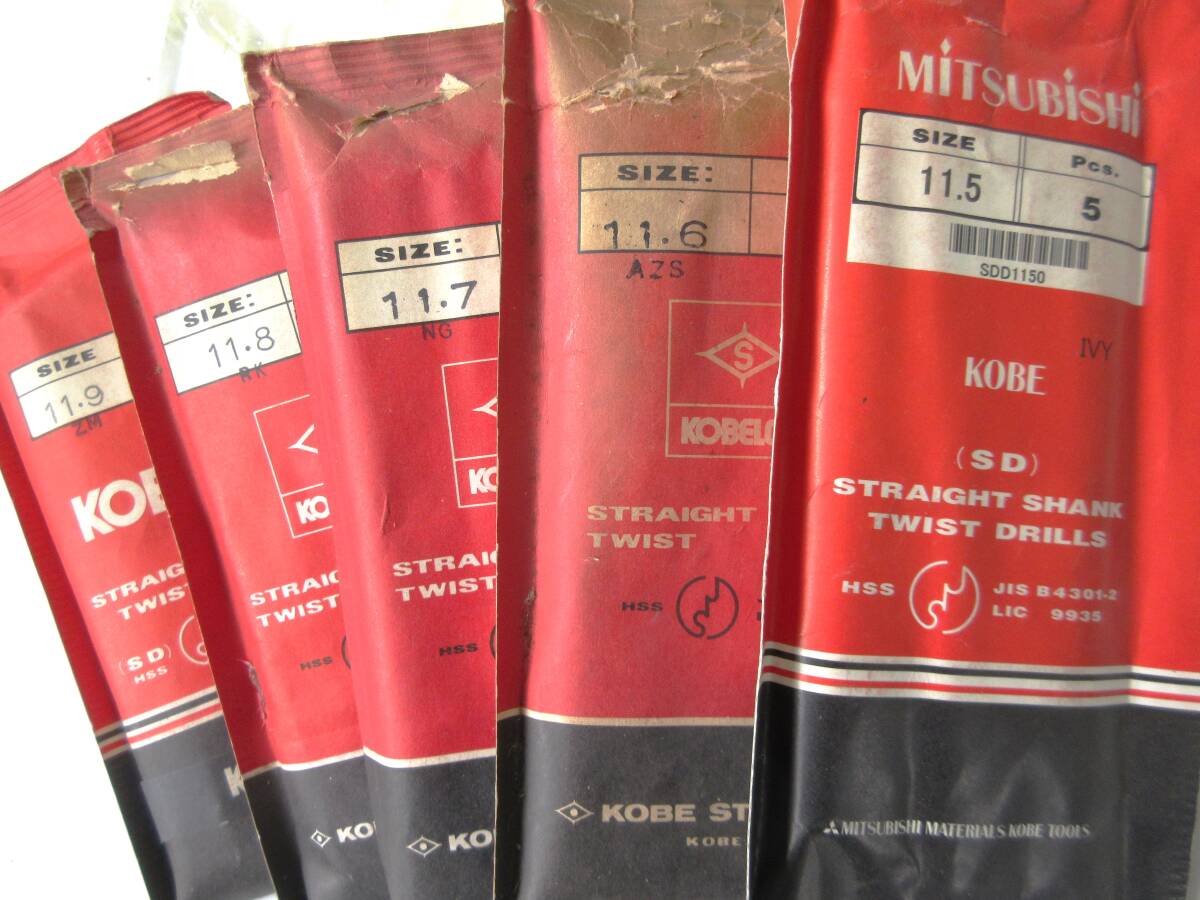 SIZE
11.9
ZM
STRAIG
TWIST
(SD)
HSS
SIZE:
11.8
RK
KO
STRAIG
TWIST
HSS
KO
SIZE:
11.7
NG
KO
STRAIG
TWIST
HSS
KO
SIZE:
11.6
AZS
S
KOBELC
STRAIGHT
TWIST
HSS
KOBE ST
KOBE
MITSUBISHI
SIZE Pcs.
11.5 5
SDD1150
IVY
KOBE
(SD)
STRAIGHT SHANK
TWIST DRILLS
HSS JIS B4301-2
LIC 9935
MITSUBISHI MATERIALS KOBE TOOLS